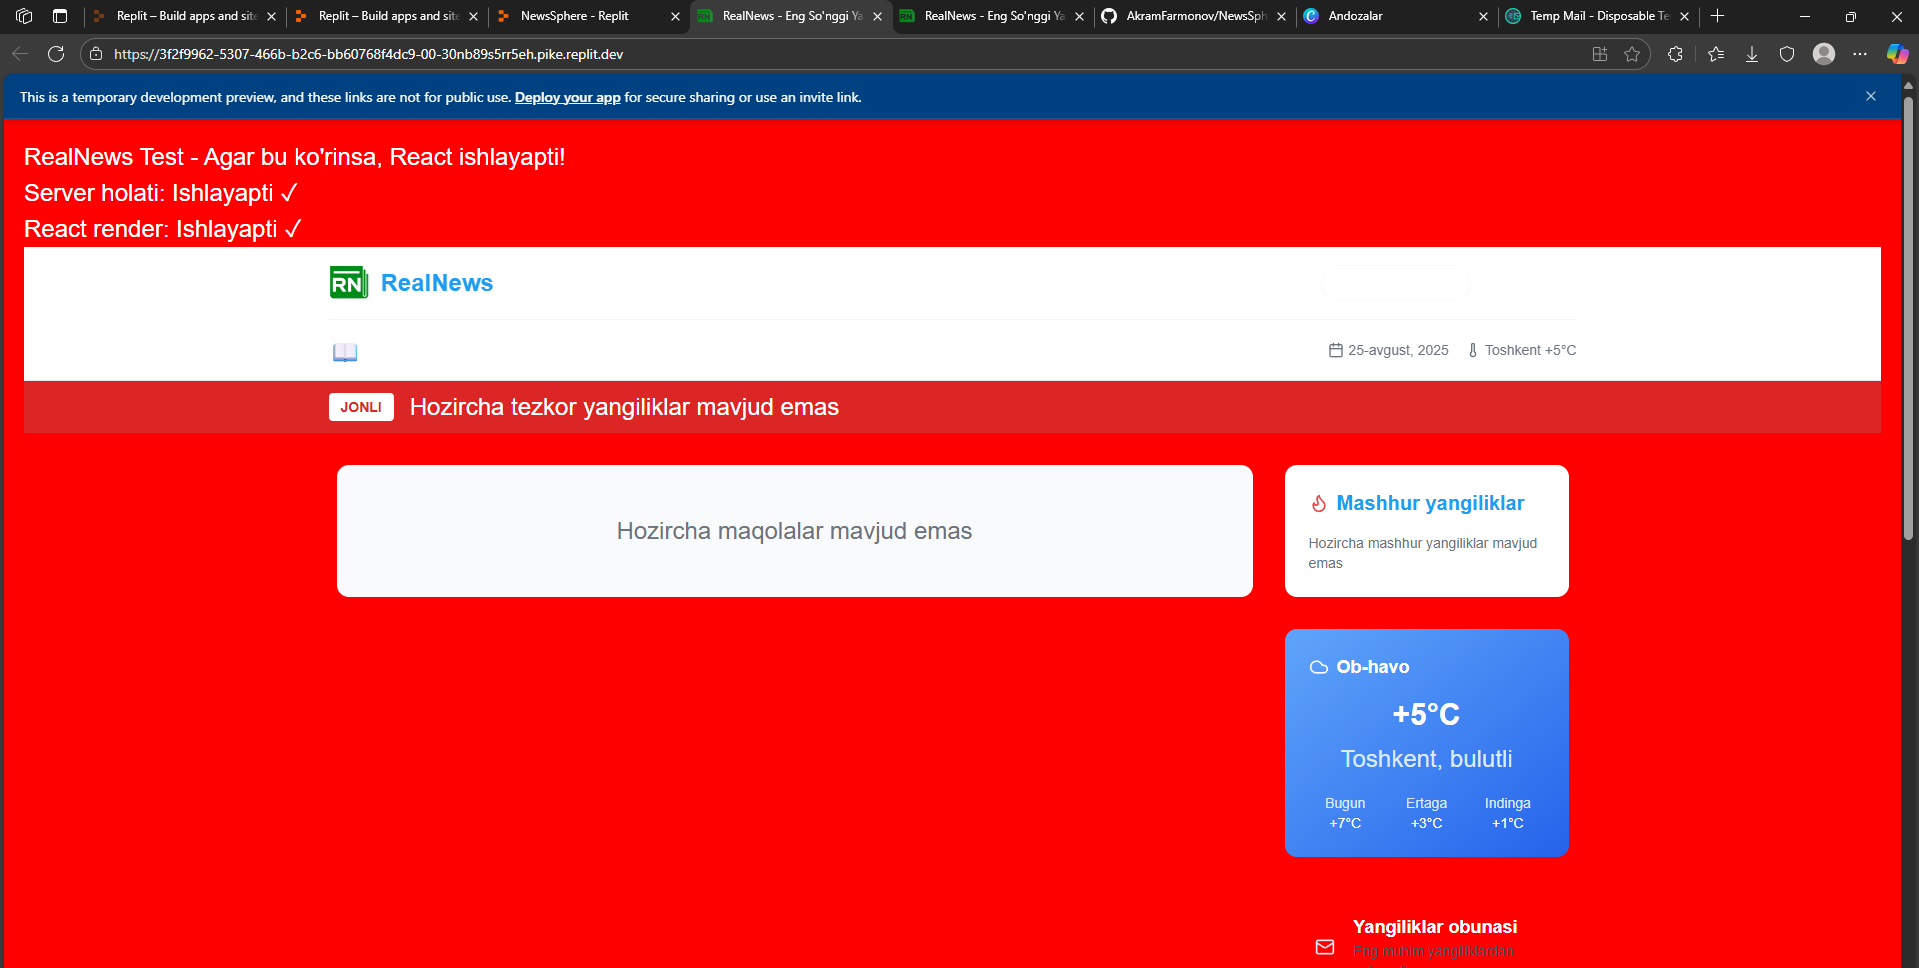 Replit – Build apps and site
Replit – Build apps and site
NewsSphere - Replit
RealNews - Eng So'nggi Ya
RealNews - Eng So'nggi Ya
AkramFarmonov/NewsSph
Andozalar
Temp Mail - Disposable Te
https://3f2f9962-5307-466b-b2c6-bb60768f4dc9-00-30nb89s5rr5eh.pike.replit.dev
This is a temporary development preview, and these links are not for public use. Deploy your app for secure sharing or use an invite link.
RealNews Test - Agar bu ko'rinsa, React ishlayapti!
Server holati: Ishlayapti ✓
React render: Ishlayapti ✓
RN RealNews
25-avgust, 2025 Toshkent +5°C
JONLI Hozircha tezkor yangiliklar mavjud emas
Hozircha maqolalar mavjud emas
Mashhur yangiliklar
Hozircha mashhur yangiliklar mavjud
emas
Ob-havo
+5°C
Toshkent, bulutli
Bugun Ertaga Indinga
+7°C +3°C +1°C
Yangiliklar obunasi
Eng muhim yangiliklardan